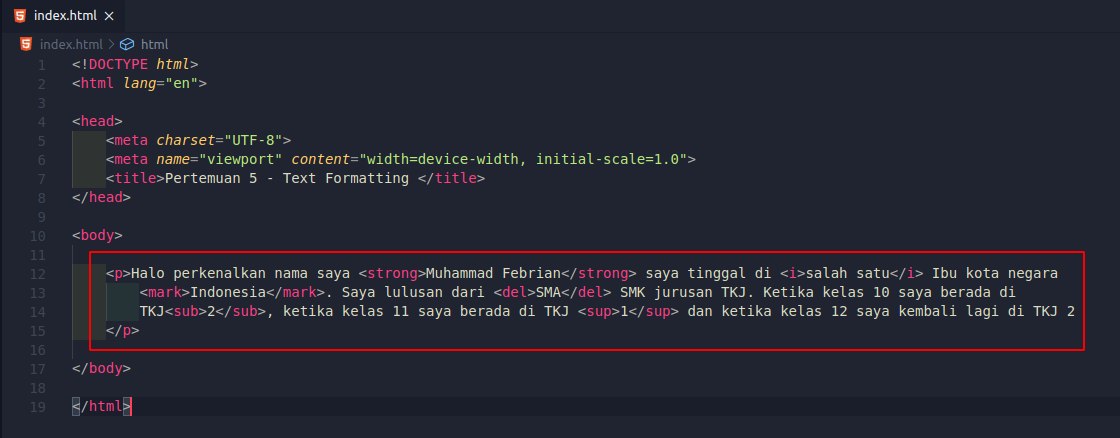 index.html ×
index.html > html
1 <!DOCTYPE html>
2 <html lang="en">
3
4 <head>
5 <meta charset="UTF-8">
6 <meta name="viewport" content="width=device-width, initial-scale=1.0">
7 <title>Pertemuan 5 - Text Formatting </title>
8 </head>
9
10 <body>
11
12 <p>Halo perkenalkan nama saya <strong>Muhammad Febrian</strong> saya tinggal di <i>salah satu</i> Ibu kota negara
13 <mark>Indonesia</mark>. Saya lulusan dari <del>SMA</del> SMK jurusan TKJ. Ketika kelas 10 saya berada di
14 TKJ<sub>2</sub>, ketika kelas 11 saya berada di TKJ <sup>1</sup> dan ketika kelas 12 saya kembali lagi di TKJ 2
15 </p>
16
17 </body>
18
19 </html>